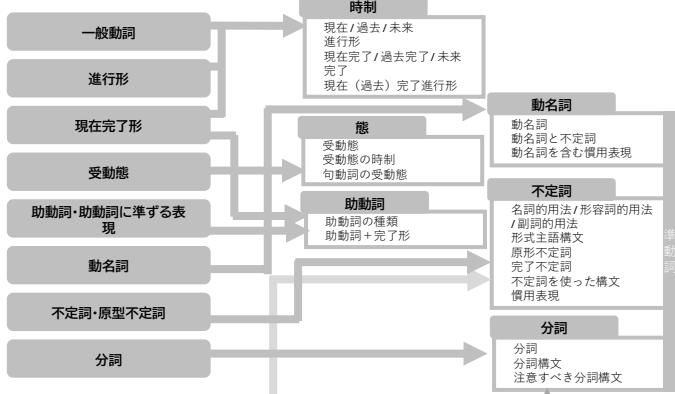 一般動詞
進行形
現在完了形
受動態
助動詞・助動詞に準ずる表
現
動名詞
不定詞・原型不定詞
分詞
時制
現在/過去/未来
進行形
現在完了/過去完了/未来
完了
現在（過去）完了進行形
態
受動態
受動態の時制
句動詞の受動態
助動詞
助動詞の種類
助動詞＋完了形
動名詞
動名詞
動名詞と不定詞
動名詞を含む慣用表現
不定詞
名詞的用法/形容詞的用法
/副詞的用法
形式主語構文
原形不定詞
完了不定詞
不定詞を使った構文
慣用表現
分詞
分詞
分詞構文
注意すべき分詞構文
準動詞